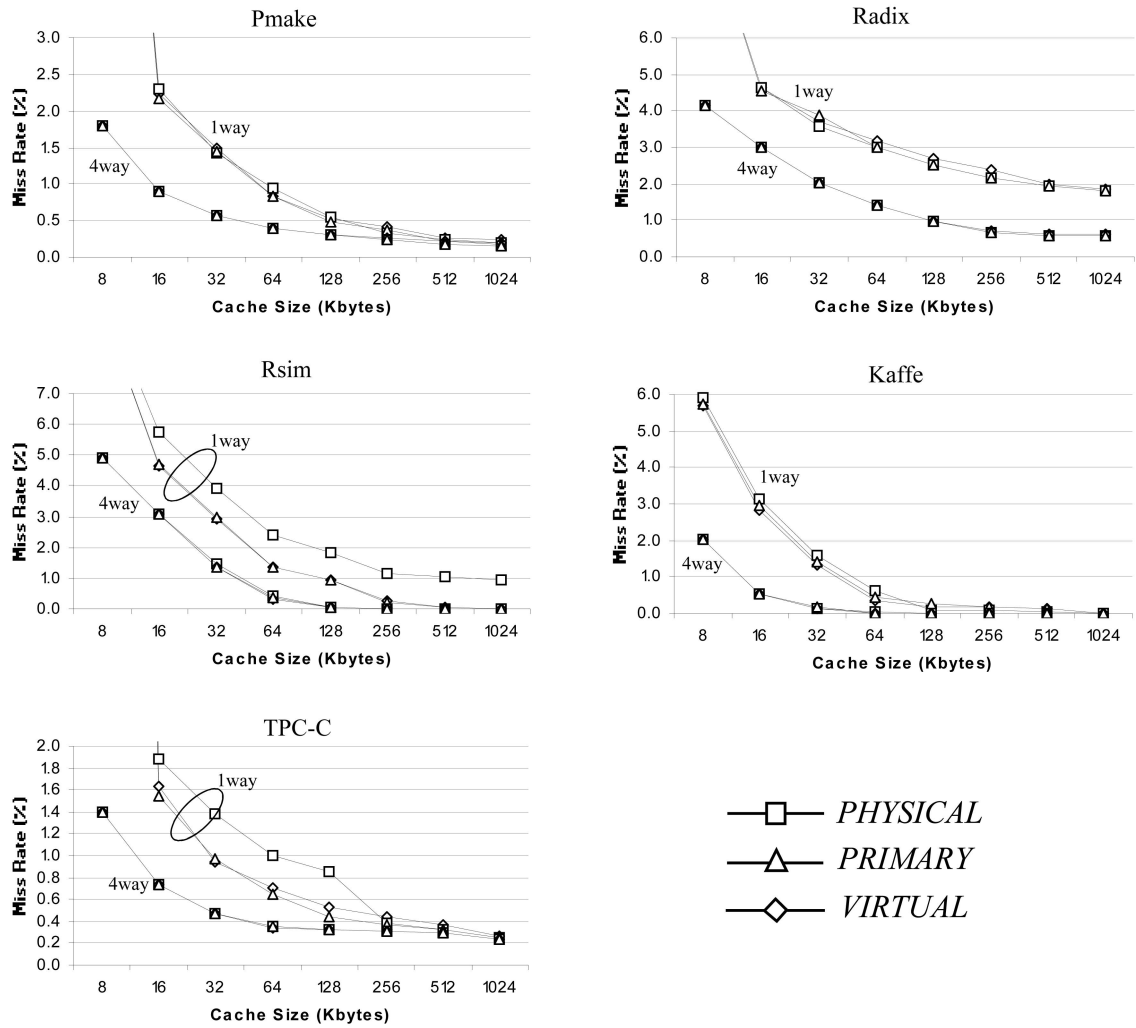 Pmake
3.0
2.5
2.0
1.5
1.0
0.5
0.0
Miss Rate (%)
1way
4way
8 16 32 64 128 256 512 1024
Cache Size (Kbytes)
Radix
6.0
5.0
4.0
3.0
2.0
1.0
0.0
Miss Rate (%)
1way
4way
8 16 32 64 128 256 512 1024
Cache Size (Kbytes)
Rsim
7.0
6.0
5.0
4.0
3.0
2.0
1.0
0.0
Miss Rate (%)
1way
4way
8 16 32 64 128 256 512 1024
Cache Size (Kbytes)
Kaffe
6.0
5.0
4.0
3.0
2.0
1.0
0.0
Miss Rate (%)
1way
4way
8 16 32 64 128 256 512 1024
Cache Size (Kbytes)
TPC-C
2.0
1.8
1.6
1.4
1.2
1.0
0.8
0.6
0.4
0.2
0.0
Miss Rate (%)
1way
4way
8 16 32 64 128 256 512 1024
Cache Size (Kbytes)
PHYSICAL
PRIMARY
VIRTUAL